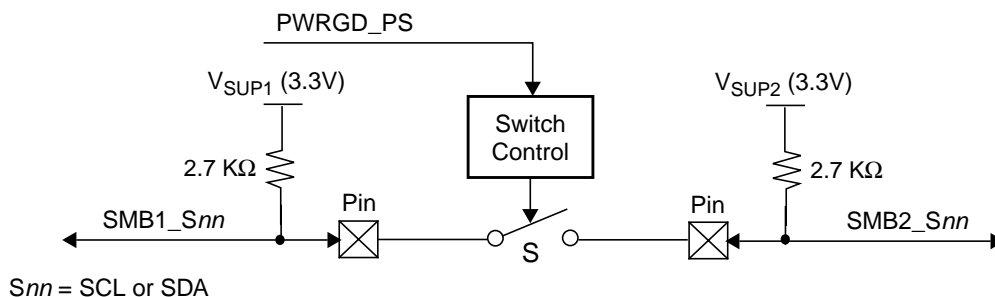 PWRGD_PS
VSUP1 (3.3V)
VSUP2 (3.3V)
Switch
Control
2.7 KΩ
2.7 KΩ
Pin
Pin
SMB1_Snn
SMB2_Snn
S
Snn = SCL or SDA